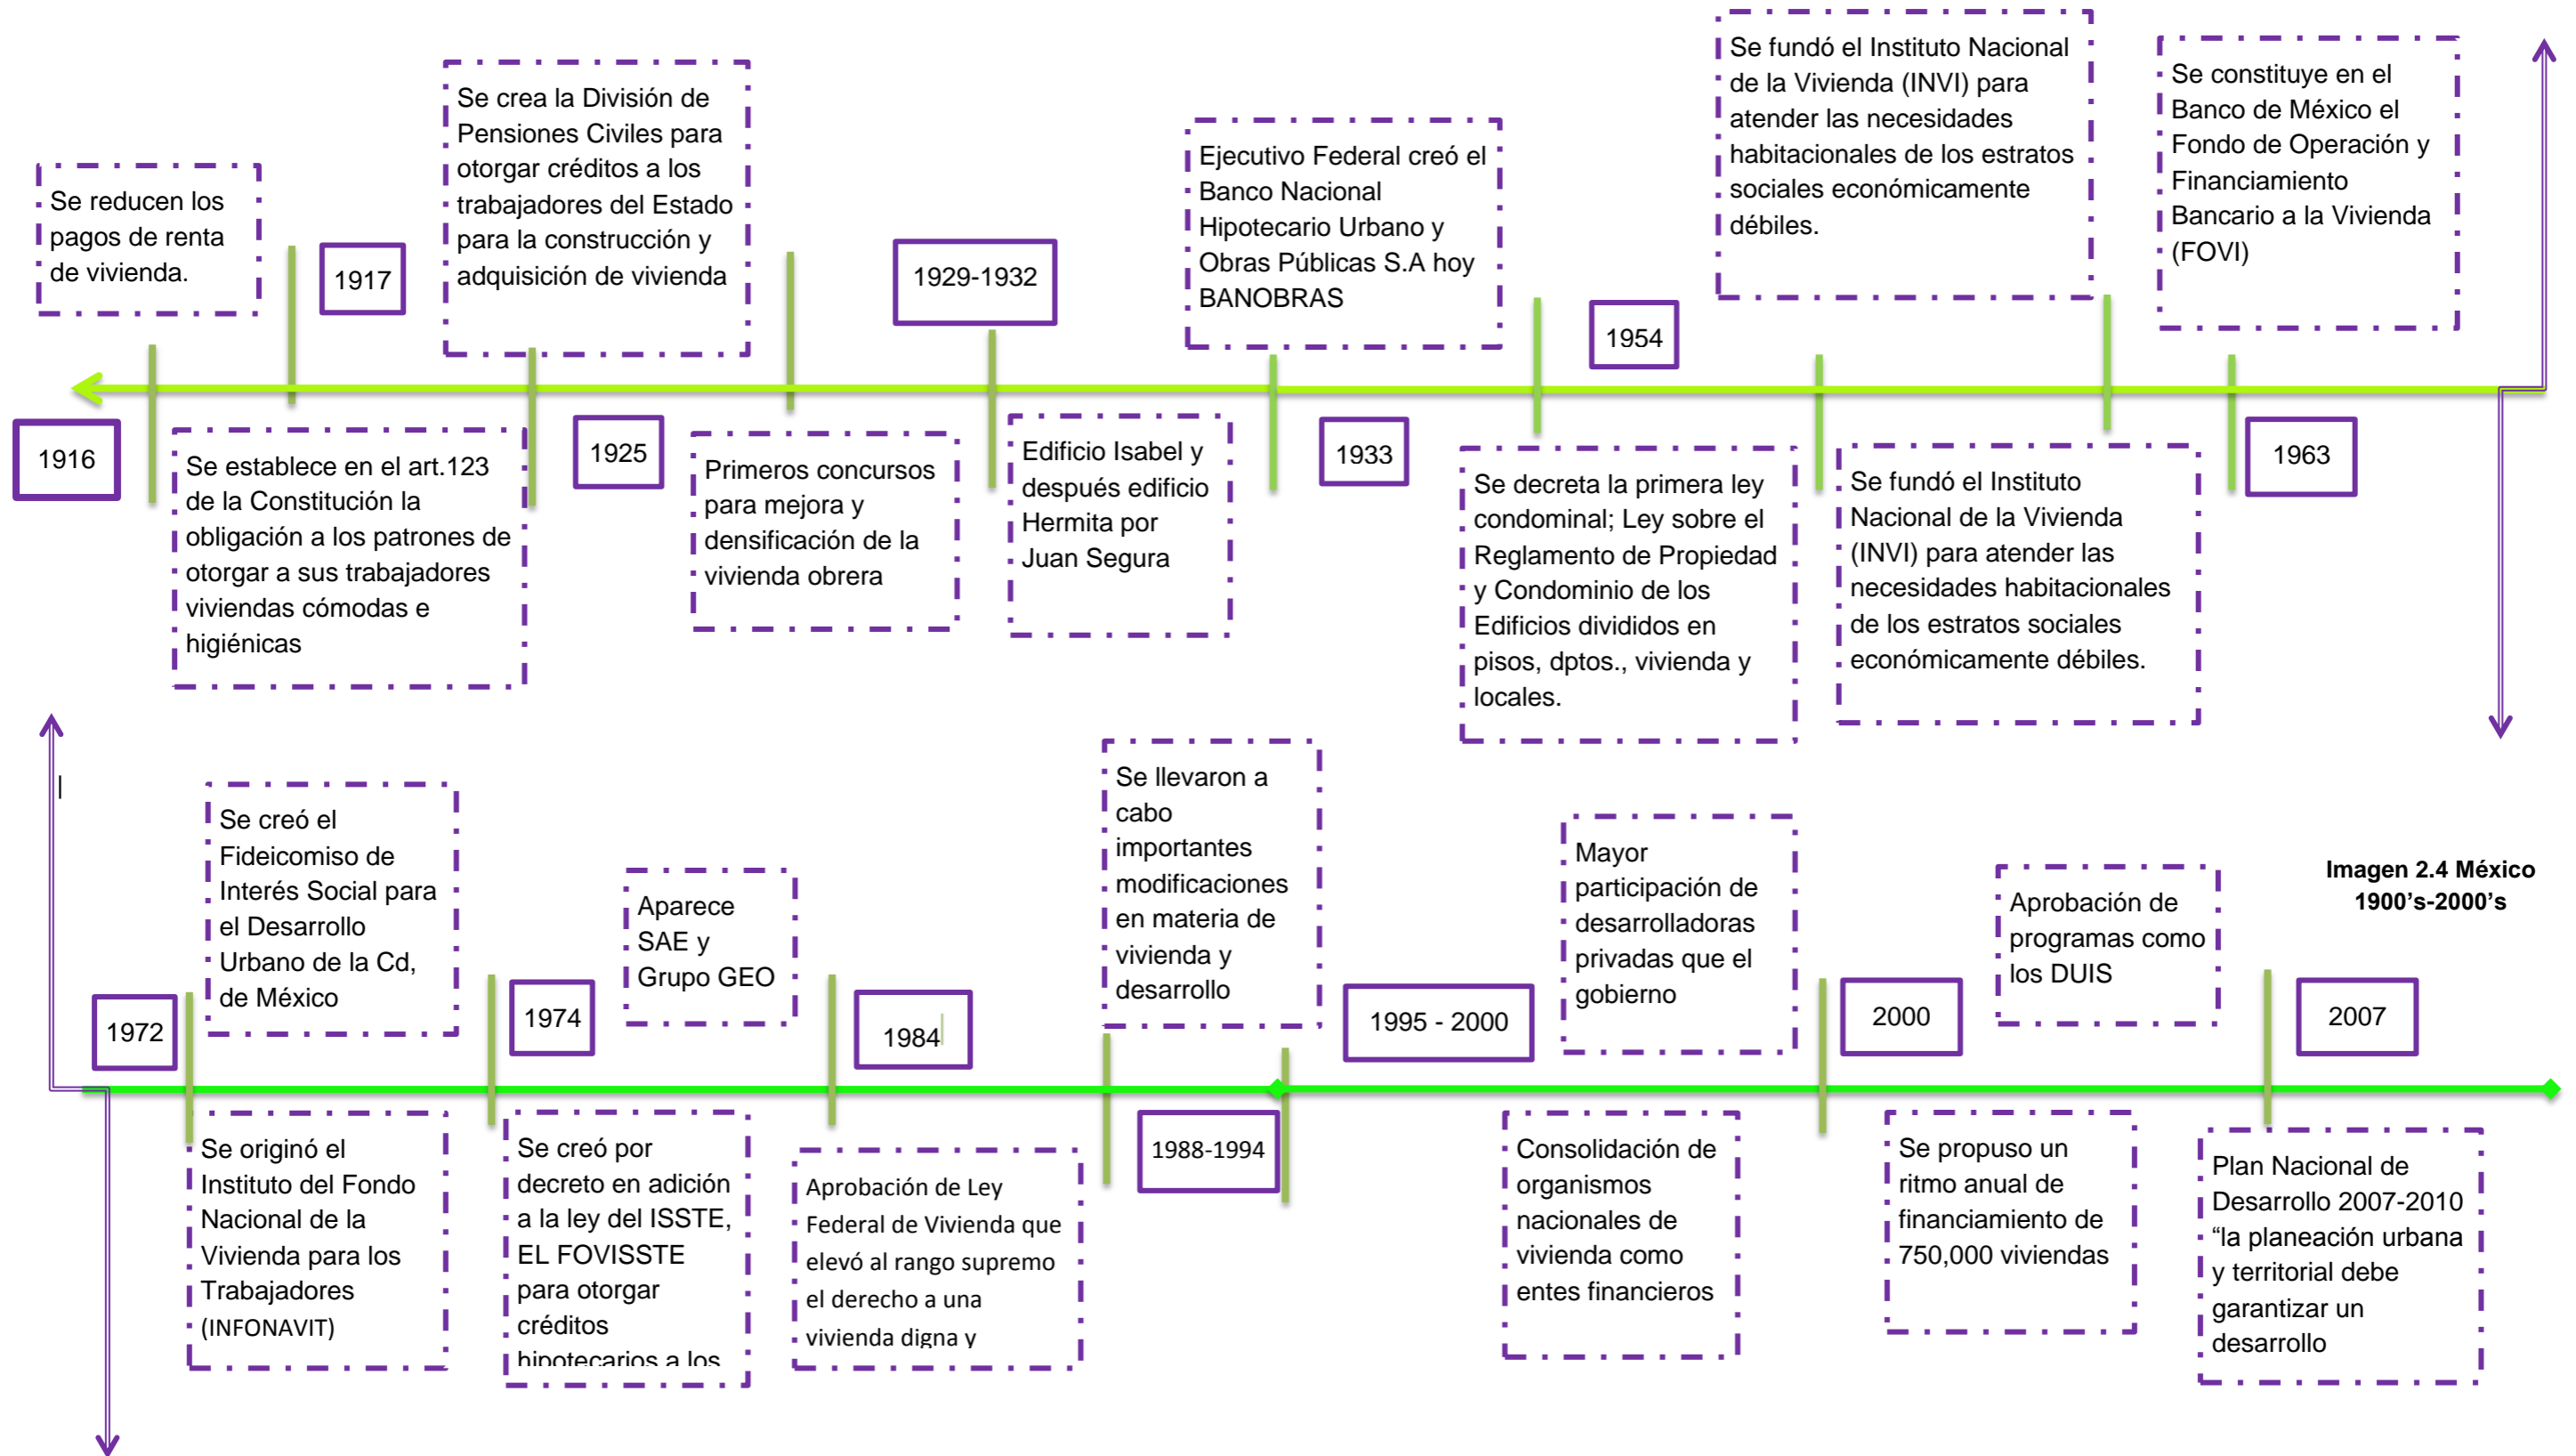 Se reducen los
pagos de renta
de vivienda.
1916
1917
Se establece en el art.123
de la Constitución la
obligación a los patrones de
otorgar a sus trabajadores
viviendas cómodas e
higiénicas
Se crea la División de
Pensiones Civiles para
otorgar créditos a los
trabajadores del Estado
para la construcción y
adquisición de vivienda
1925
Primeros concursos
para mejora y
densificación de la
vivienda obrera
1929-1932
Edificio Isabel y
después edificio
Hermita por
Juan Segura
Ejecutivo Federal creó el
Banco Nacional
Hipotecario Urbano y
Obras Públicas S.A hoy
BANOBRAS
1933
Se decreta la primera ley
condominal; Ley sobre el
Reglamento de Propiedad
y Condominio de los
Edificios divididos en
pisos, dptos., vivienda y
locales.
1954
Se fundó el Instituto Nacional
de la Vivienda (INVI) para
atender las necesidades
habitacionales de los estratos
sociales económicamente
débiles.
Se fundó el Instituto
Nacional de la Vivienda
(INVI) para atender las
necesidades habitacionales
de los estratos sociales
económicamente débiles.
Se constituye en el
Banco de México el
Fondo de Operación y
Financiamiento
Bancario a la Vivienda
(FOVI)
1963
1972
Se creó el
Fideicomiso de
Interés Social para
el Desarrollo
Urbano de la Cd,
de México
Se originó el
Instituto del Fondo
Nacional de la
Vivienda para los
Trabajadores
(INFONAVIT)
1974
Se creó por
decreto en adición
a la ley del ISSTE,
EL FOVISSTE
para otorgar
créditos
hipotecarios a los
Aparece
SAE y
Grupo GEO
1984
Aprobación de Ley
Federal de Vivienda que
elevó al rango supremo
el derecho a una
vivienda digna y
Se llevaron a
cabo
importantes
modificaciones
en materia de
vivienda y
desarrollo
1988-1994
1995 - 2000
Consolidación de
organismos
nacionales de
vivienda como
entes financieros
Mayor
participación de
desarrolladoras
privadas que el
gobierno
2000
Se propuso un
ritmo anual de
financiamiento de
750,000 viviendas
Aprobación de
programas como
los DUIS
2007
Plan Nacional de
Desarrollo 2007-2010
“la planeación urbana
y territorial debe
garantizar un
desarrollo
Imagen 2.4 México
1900’s-2000’s